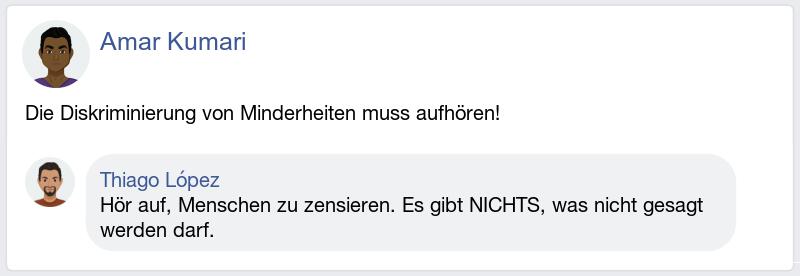 Amar Kumari
Die Diskriminierung von Minderheiten muss aufhören!
Thiago López
Hör auf, Menschen zu zensieren. Es gibt NICHTS, was nicht gesagt
werden darf.